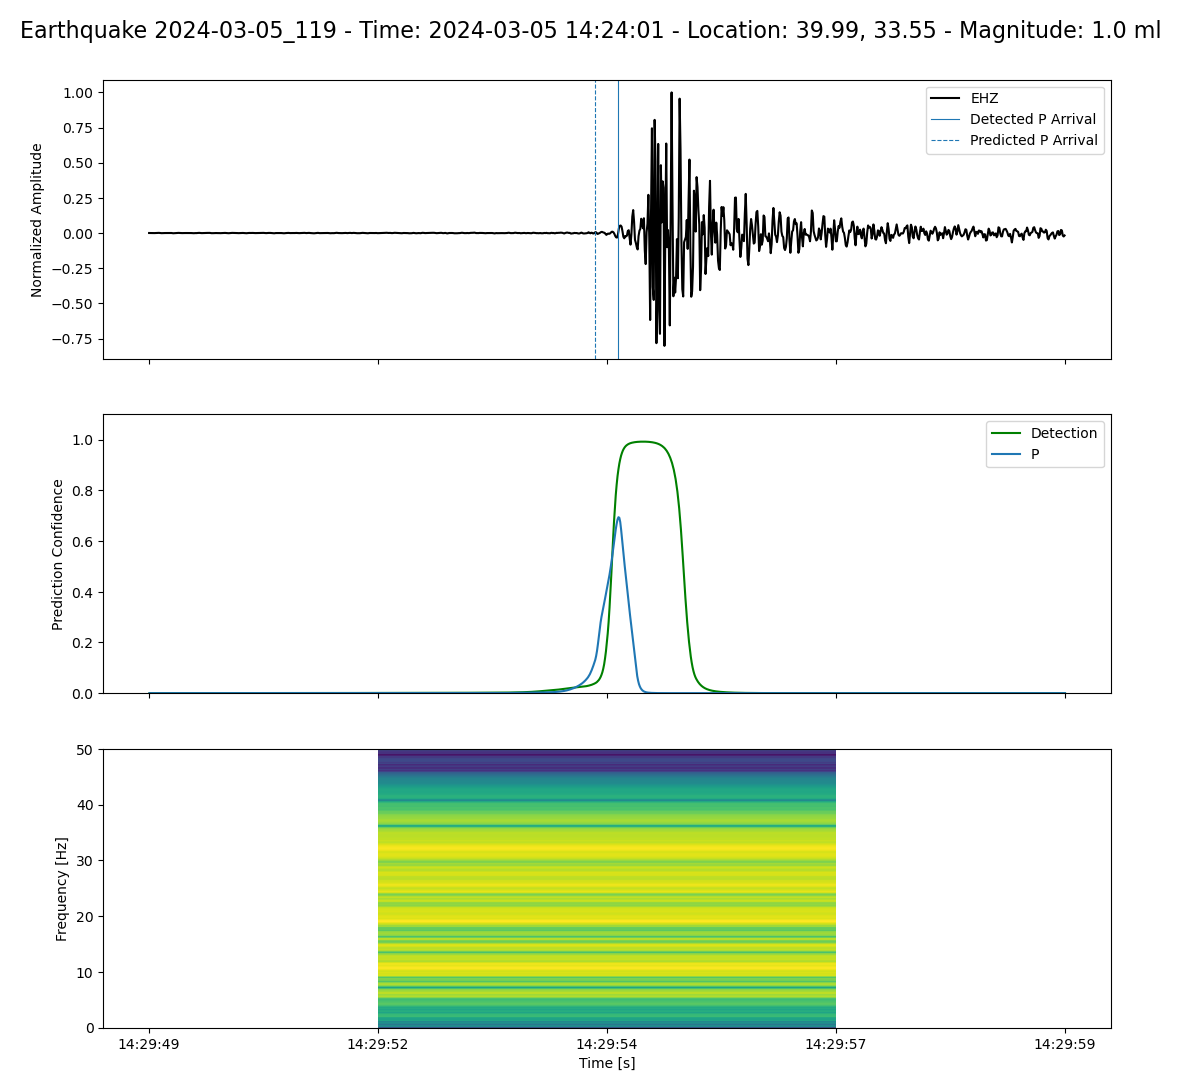 Earthquake 2024-03-05_119 - Time: 2024-03-05 14:24:01 - Location: 39.99, 33.55 - Magnitude: 1.0 ml
1.00
0.75
0.50
0.25
0.00
−0.25
−0.50
−0.75
Normalized Amplitude
EHZ
Detected P Arrival
Predicted P Arrival
1.0
0.8
0.6
0.4
0.2
0.0
Prediction Confidence
Detection
P
50
40
30
20
10
0
Frequency [Hz]
14:29:49
14:29:52
14:29:54
14:29:57
14:29:59
Time [s]